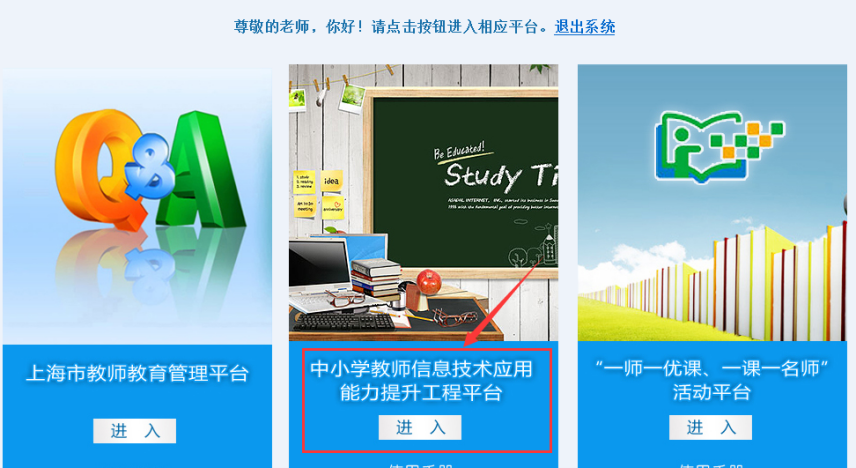 尊敬的老师，你好！请点击按钮进入相应平台。退出系统
Q&A
Be Educated!
Study Ti
idea
上海市教师教育管理平台
进 入
中小学教师信息技术应用
能力提升工程平台
进 入
“一师一优课、一课一名师”
活动平台
进 入